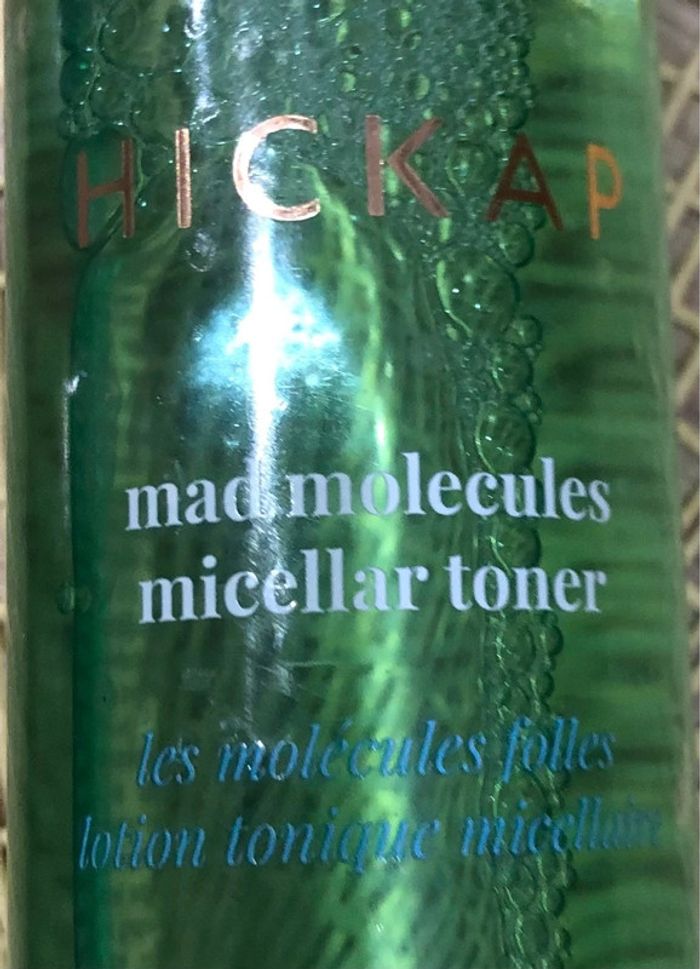 HICKAP
mad molecules
micellar toner
les molécules folles
lotion tonique micellaire